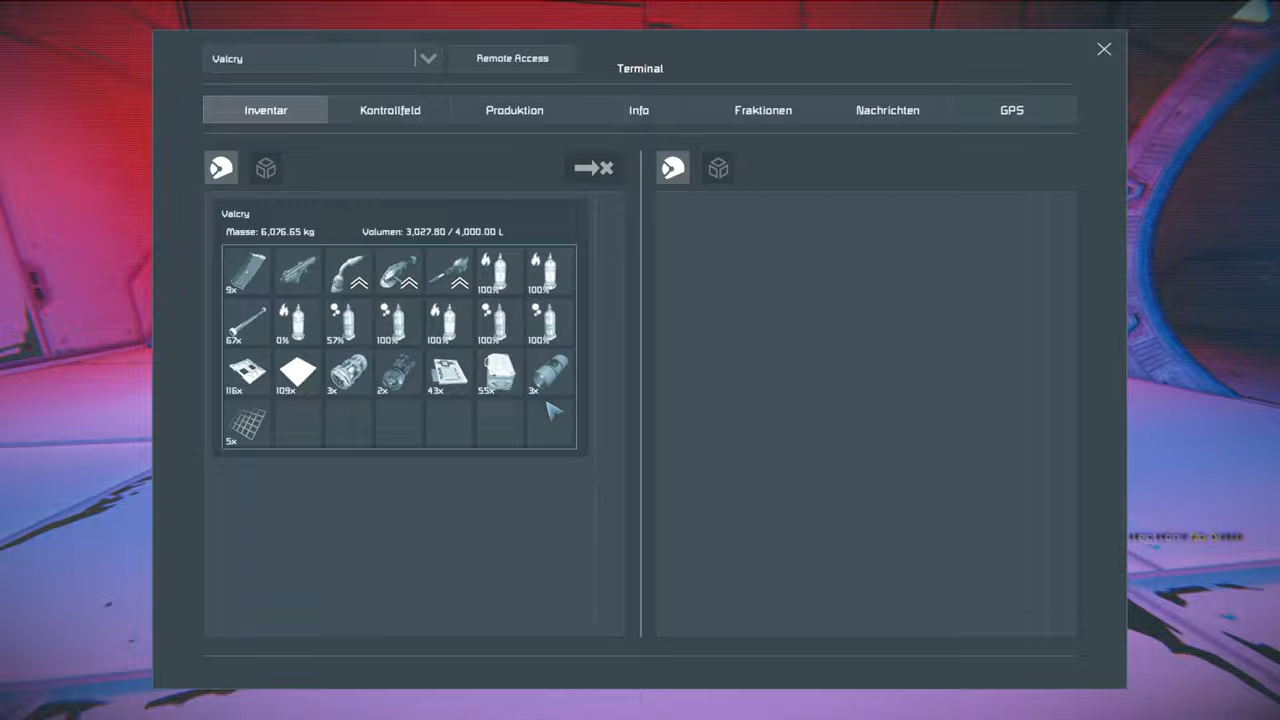 Valcry
Remote Access
Terminal
Inventar
Kontrollfeld
Produktion
Info
Fraktionen
Nachrichten
GPS
Valcry
Masse: 6,076.65 kg
Volumen: 3,027.80 / 4,000.00 L
9x
100%
100%
67x
0%
57%
100%
100%
100%
100%
116x
109x
3x
2x
43x
55x
3x
5x